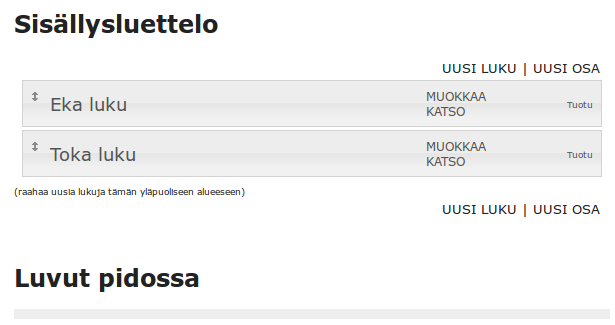 Sisällysluettelo
UUSI LUKU | UUSI OSA
Eka luku
MUOKKAA
KATSO
Tuotu
Toka luku
MUOKKAA
KATSO
Tuotu
(raahaa uusia lukuja tämän yläpuoliseen alueeseen)
UUSI LUKU | UUSI OSA
Luvut pidossa